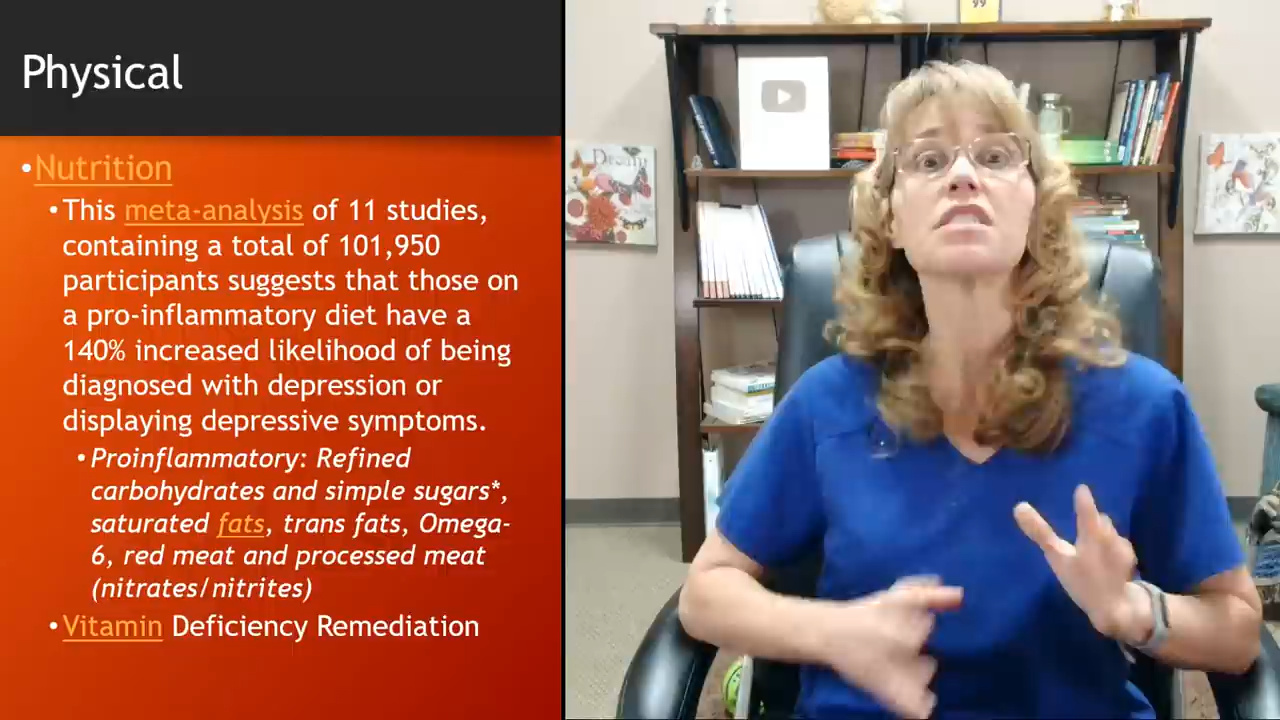 Physical
•Nutrition
•This meta-analysis of 11 studies,
containing a total of 101,950
participants suggests that those on
a pro-inflammatory diet have a
140% increased likelihood of being
diagnosed with depression or
displaying depressive symptoms.
•Proinflammatory: Refined
carbohydrates and simple sugars*,
saturated fats, trans fats, Omega-
6, red meat and processed meat
(nitrates/nitrites)
•Vitamin Deficiency Remediation
99
Dream